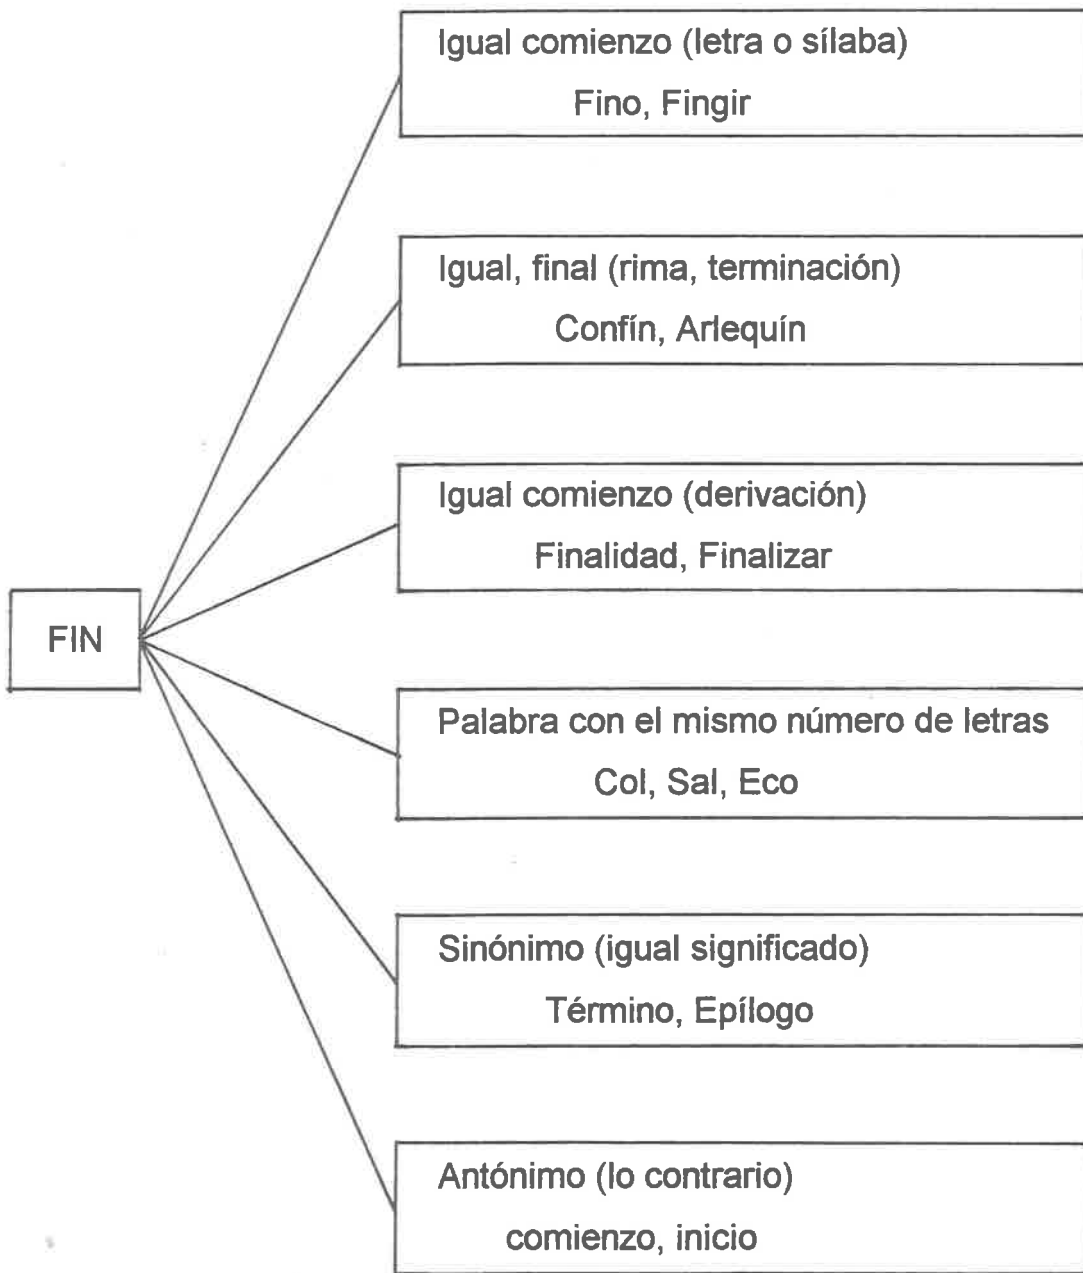 Igual comienzo (letra o sílaba)
Fino, Fingir
Igual, final (rima, terminación)
Confín, Arlequín
Igual comienzo (derivación)
Finalidad, Finalizar
FIN
Palabra con el mismo número de letras
Col, Sal, Eco
Sinónimo (igual significado)
Término, Epílogo
Antónimo (lo contrario)
comienzo, inicio